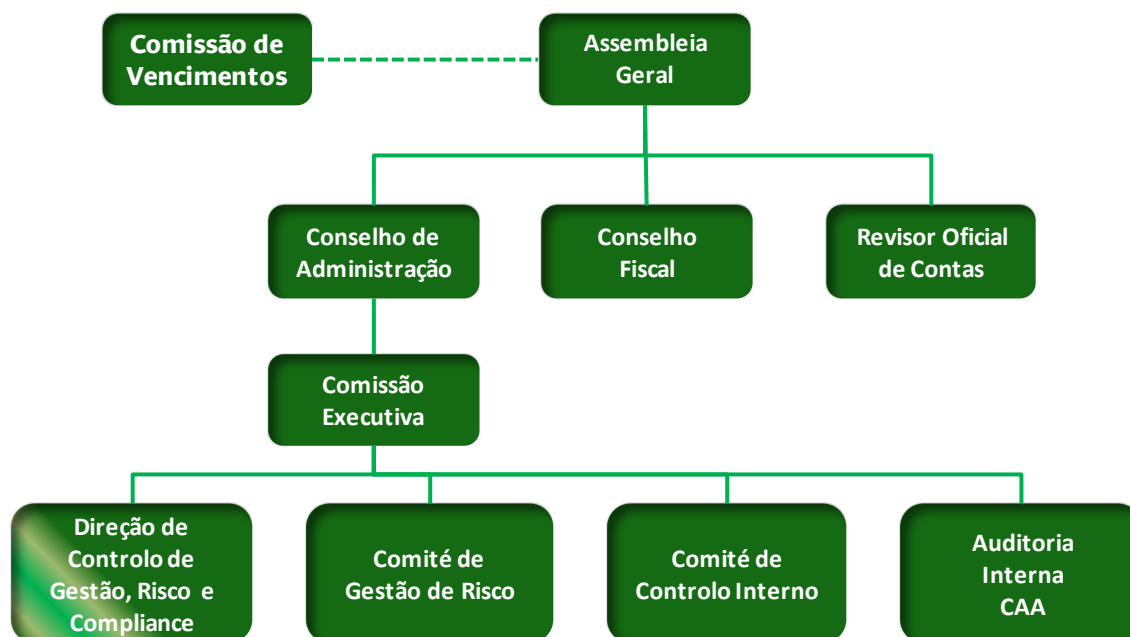 Comissão de
Vencimentos
Assembleia
Geral
Conselho de
Administração
Conselho
Fiscal
Revisor Oficial
de Contas
Comissão
Executiva
Direção de
Controlo de
Gestão, Risco e
Compliance
Comité de
Gestão de Risco
Comité de
Controlo Interno
Auditoria
Interna
CAA